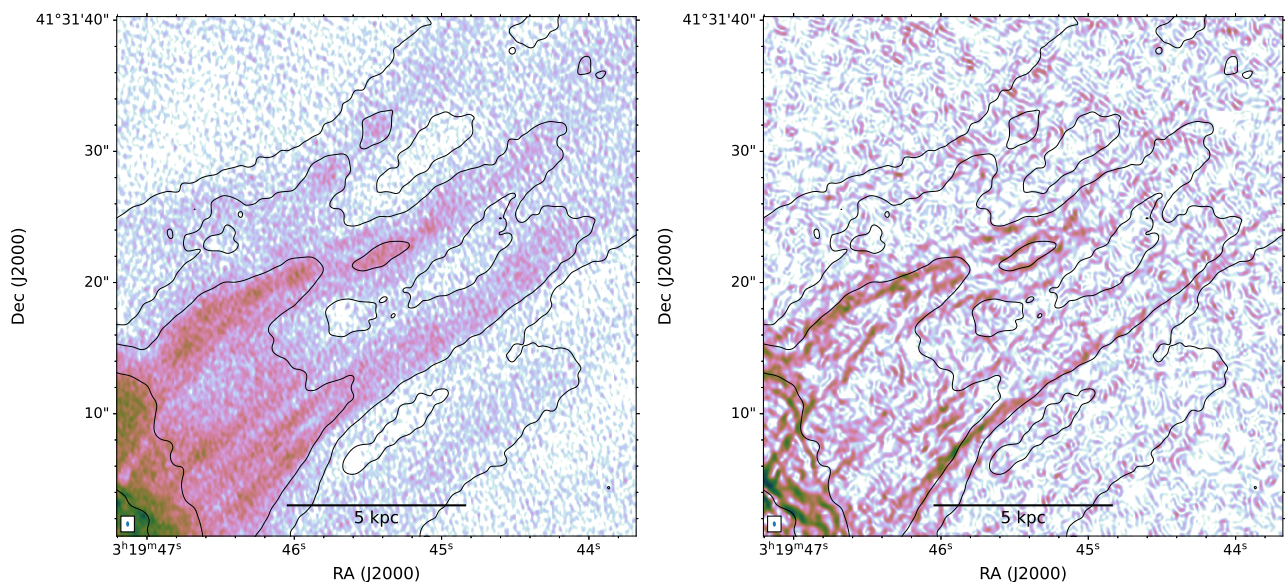 41°31'40"
30"
20"
10"
Dec (J2000)
5 kpc
3ʰ19ᵐ47ˢ
46ˢ
45ˢ
44ˢ
RA (J2000)
41°31'40"
30"
20"
10"
Dec (J2000)
5 kpc
3ʰ19ᵐ47ˢ
46ˢ
45ˢ
44ˢ
RA (J2000)